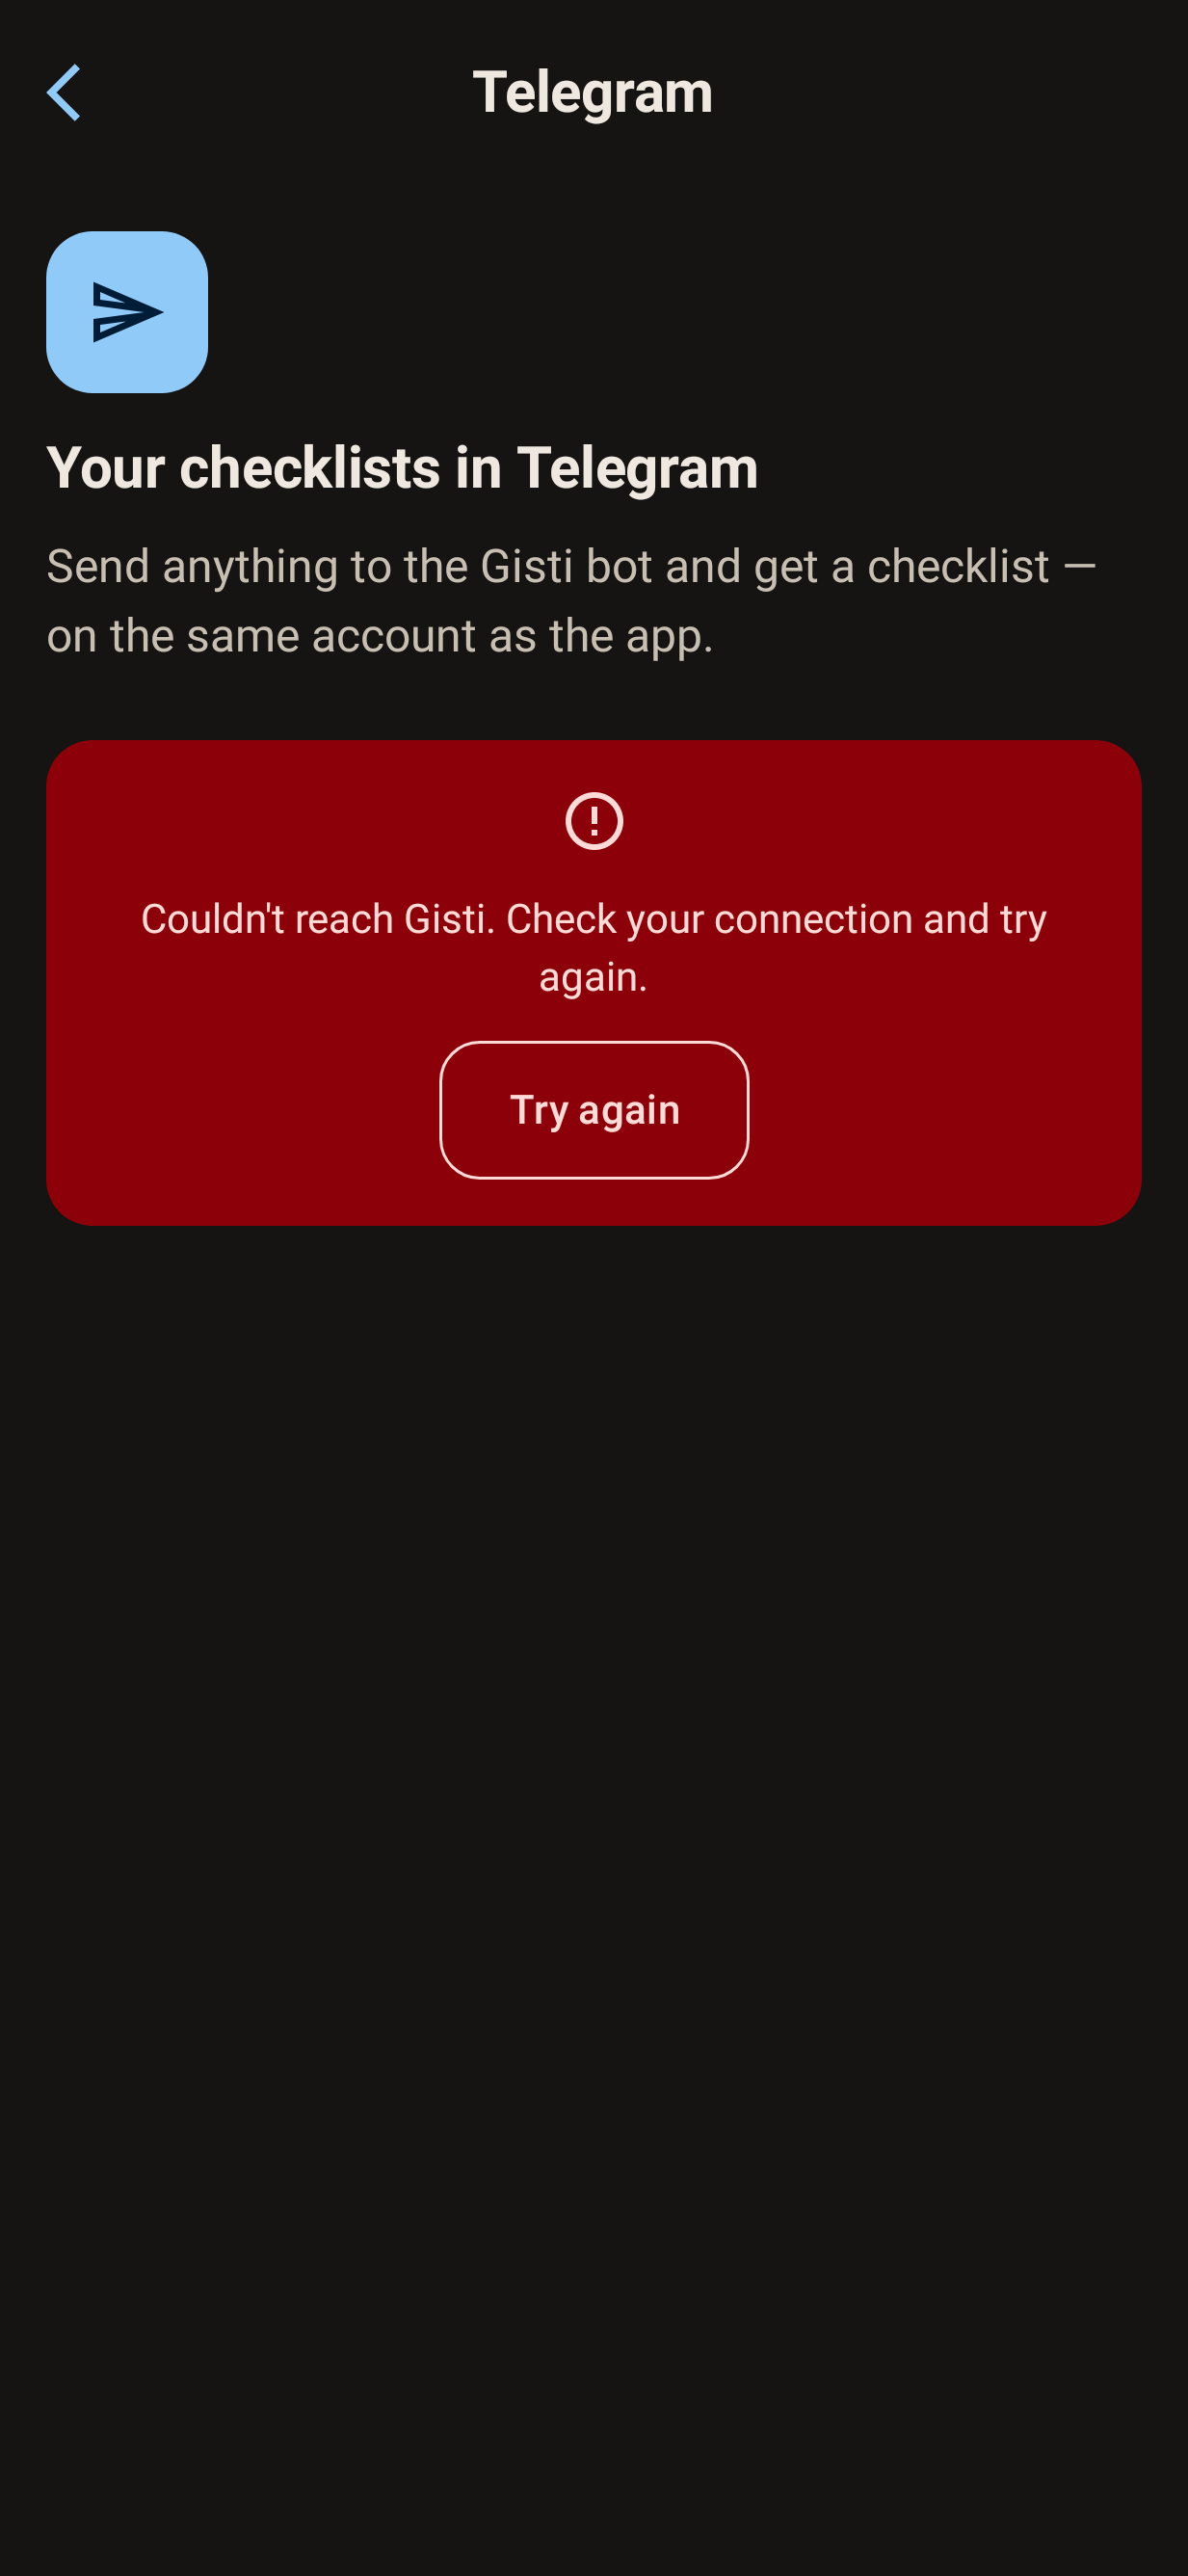 Telegram
Your checklists in Telegram
Send anything to the Gisti bot and get a checklist —
on the same account as the app.
Couldn't reach Gisti. Check your connection and try
again.
Try again